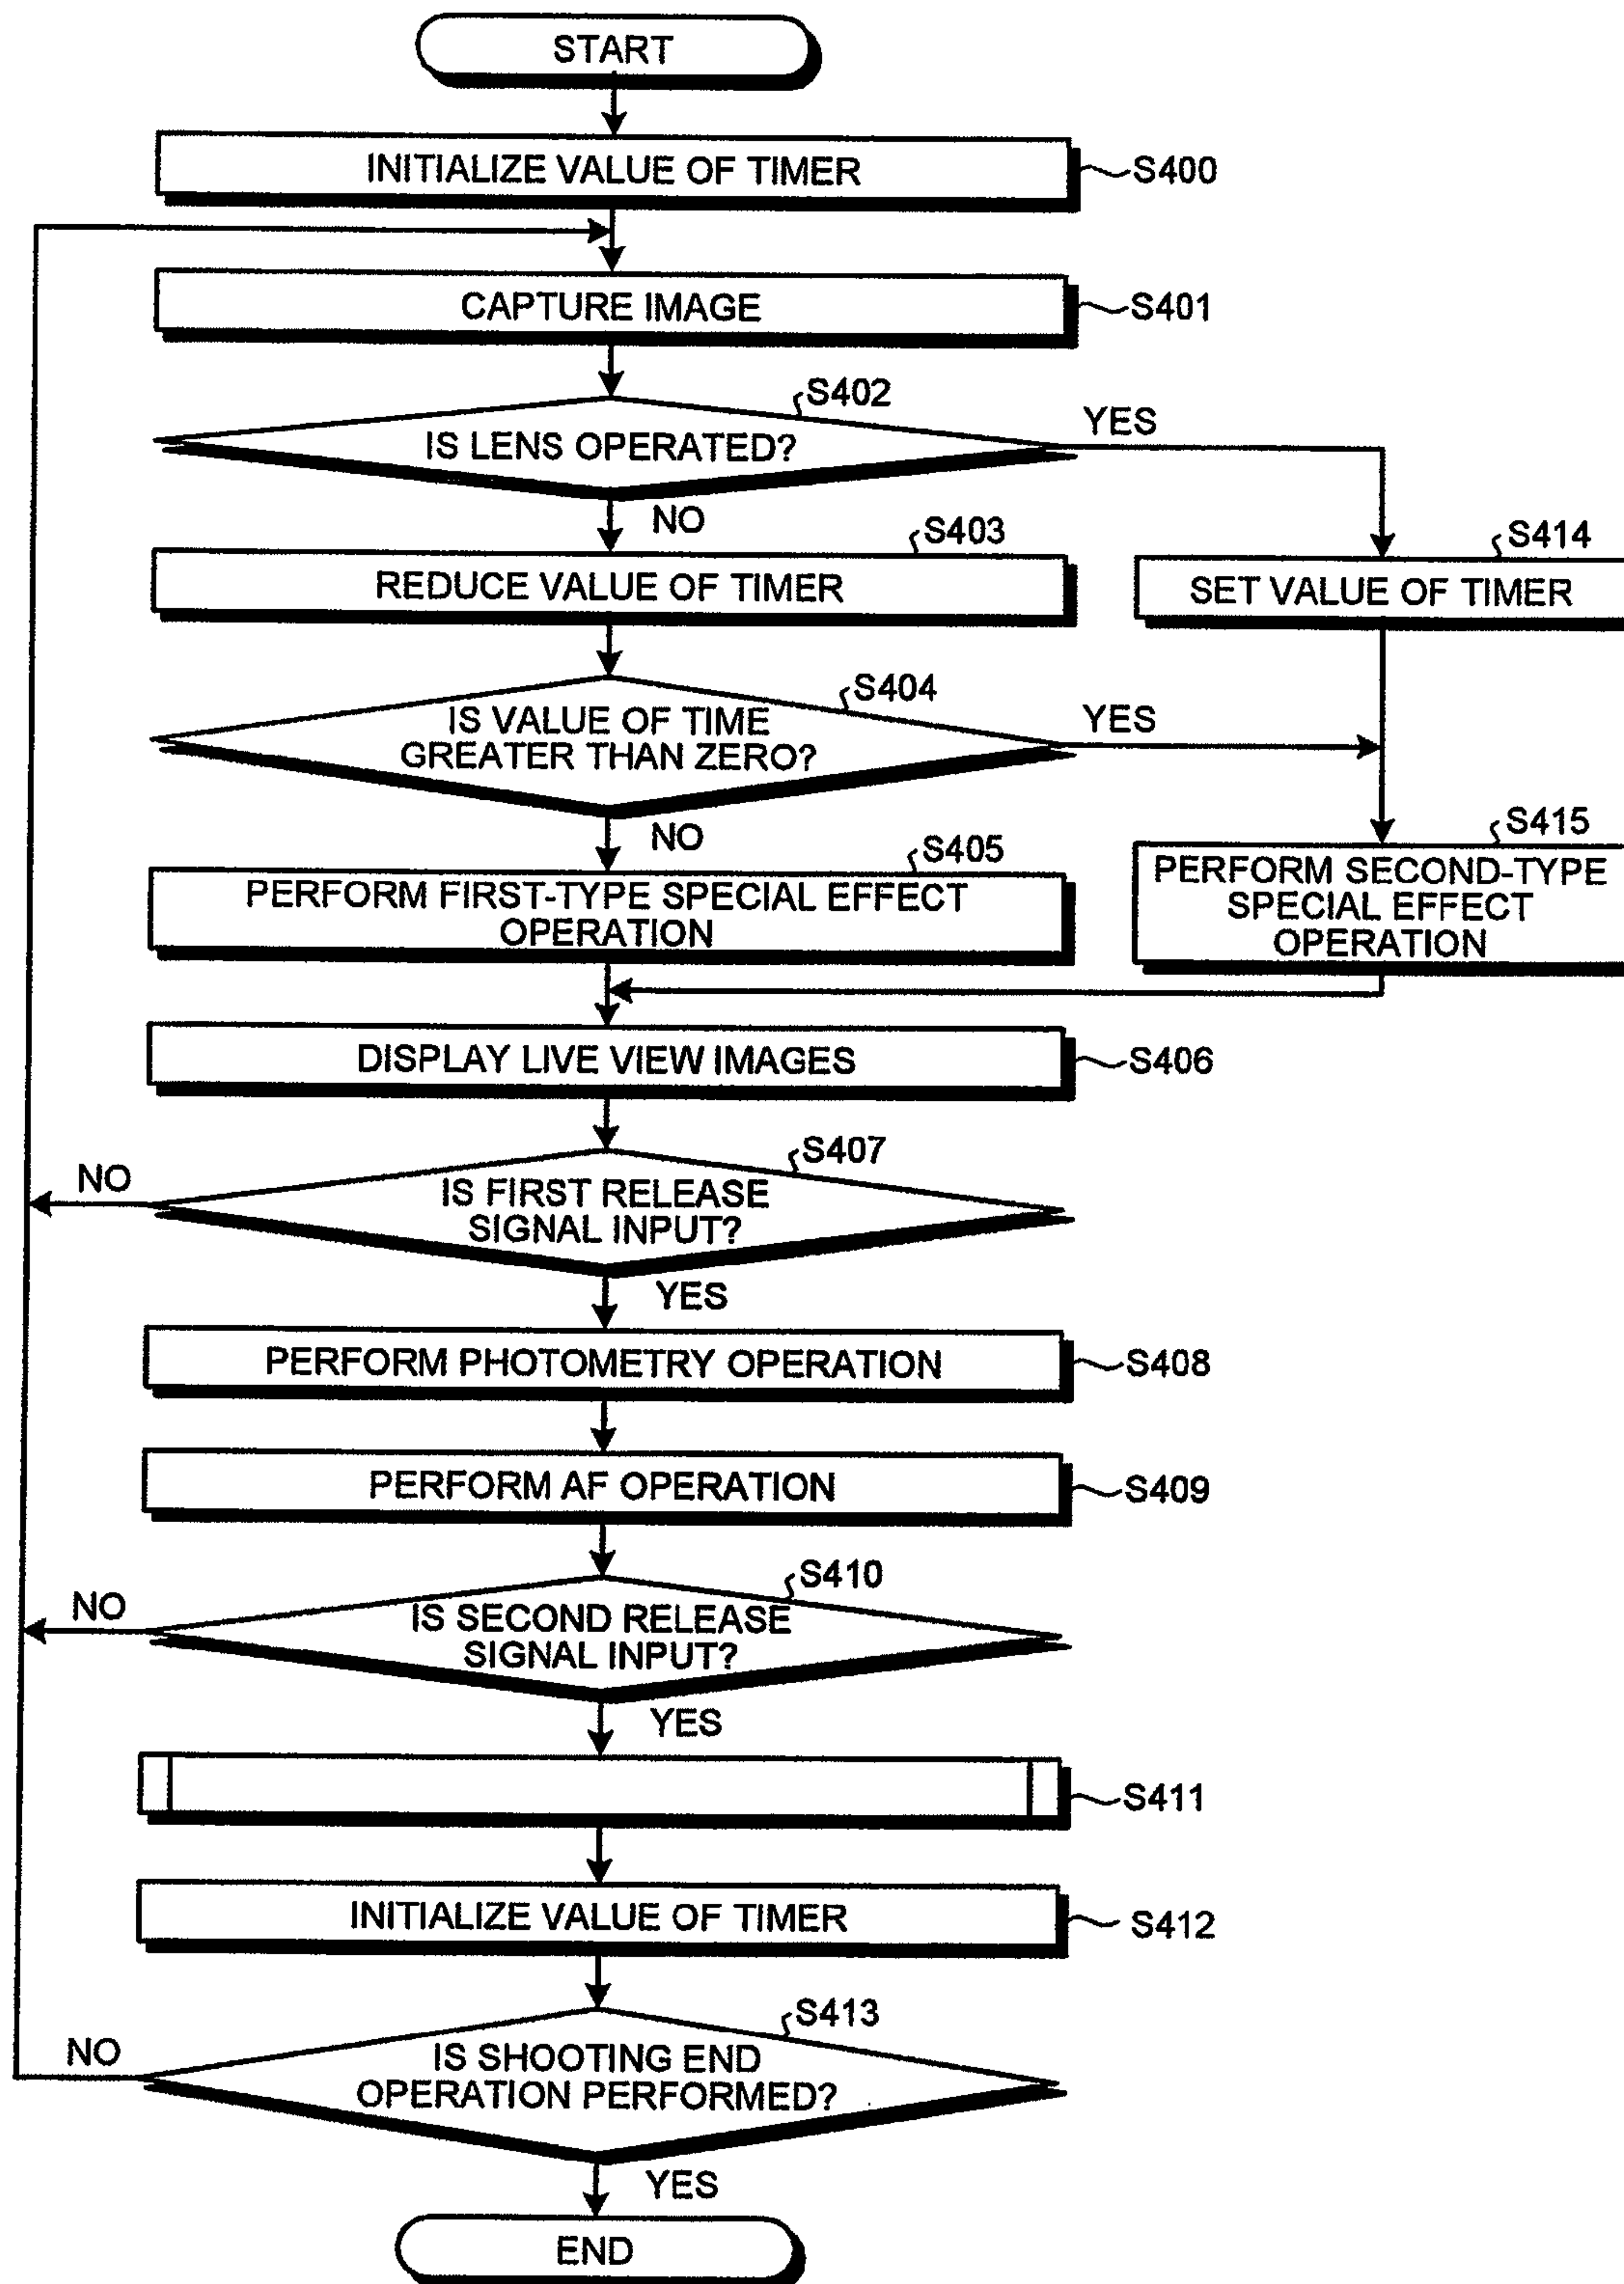 START
INITIALIZE VALUE OF TIMER
S400
CAPTURE IMAGE
S401
S402
IS LENS OPERATED?
YES
NO
S403
REDUCE VALUE OF TIMER
S414
SET VALUE OF TIMER
S404
IS VALUE OF TIME
GREATER THAN ZERO?
YES
NO
S405
PERFORM FIRST-TYPE SPECIAL EFFECT
OPERATION
S415
PERFORM SECOND-TYPE
SPECIAL EFFECT
OPERATION
DISPLAY LIVE VIEW IMAGES
S406
S407
IS FIRST RELEASE
SIGNAL INPUT?
NO
YES
PERFORM PHOTOMETRY OPERATION
S408
PERFORM AF OPERATION
S409
S410
IS SECOND RELEASE
SIGNAL INPUT?
NO
YES
S411
INITIALIZE VALUE OF TIMER
S412
S413
IS SHOOTING END
OPERATION PERFORMED?
NO
YES
END